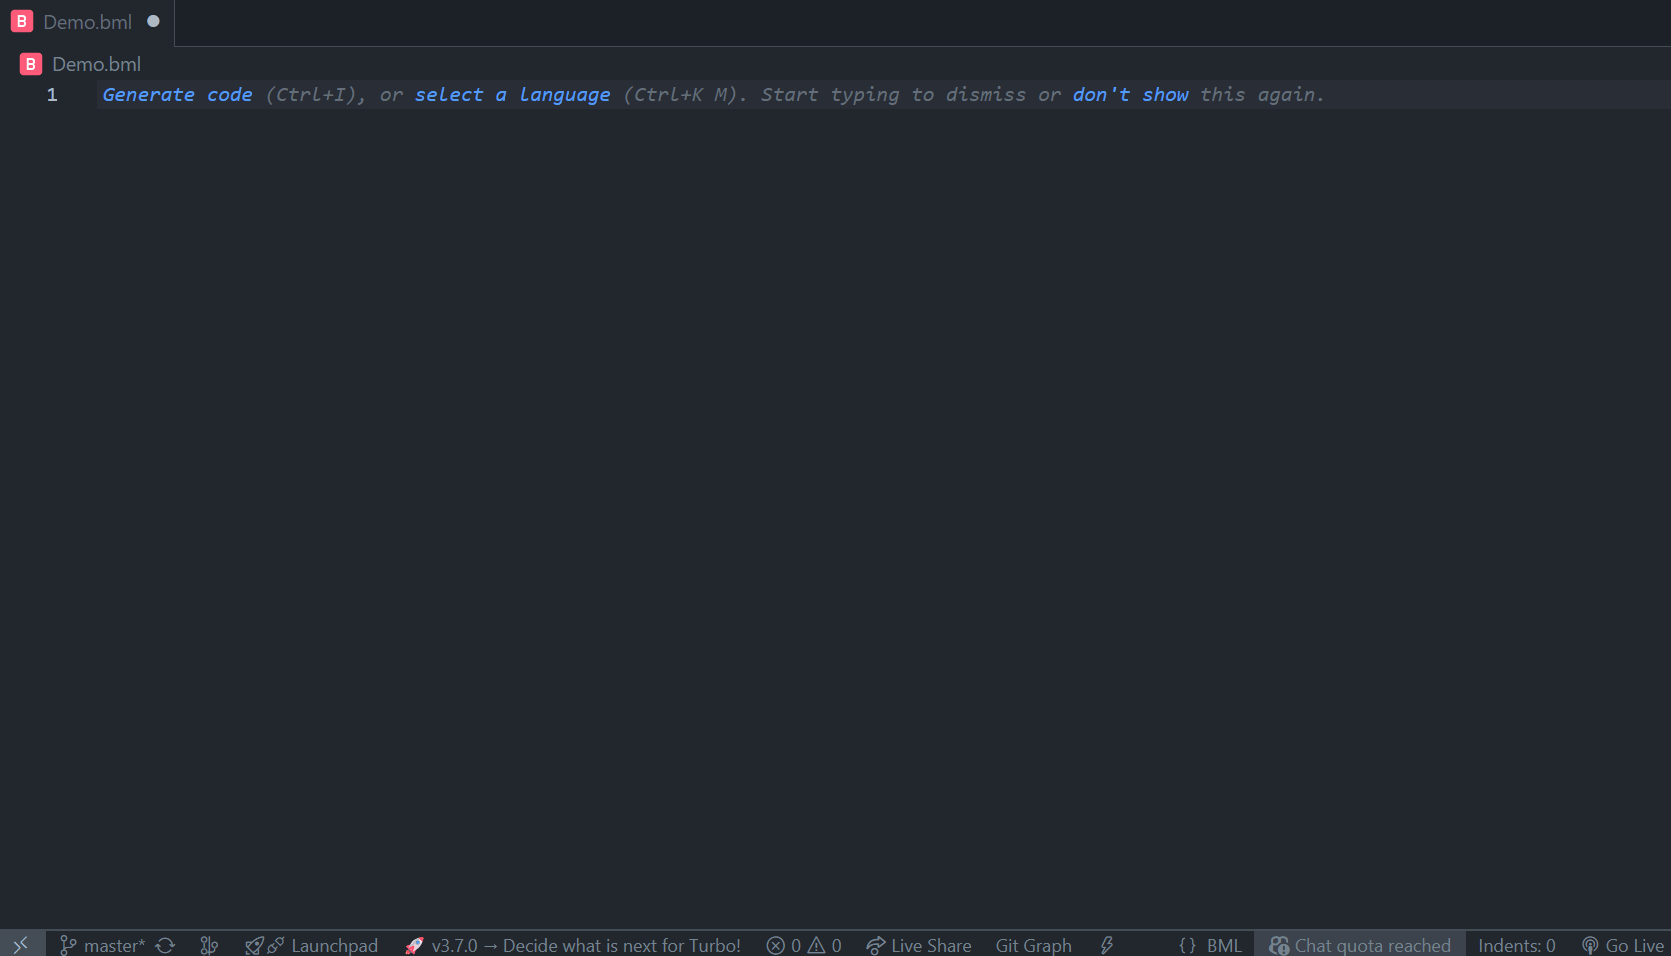 B Demo.bml
B Demo.bml
1 Generate code (Ctrl+I), or select a language (Ctrl+K M). Start typing to dismiss or don't show this again.
master* Launchpad v3.7.0 → Decide what is next for Turbo! 0 0 Live Share Git Graph {} BML Chat quota reached Indents: 0 Go Live